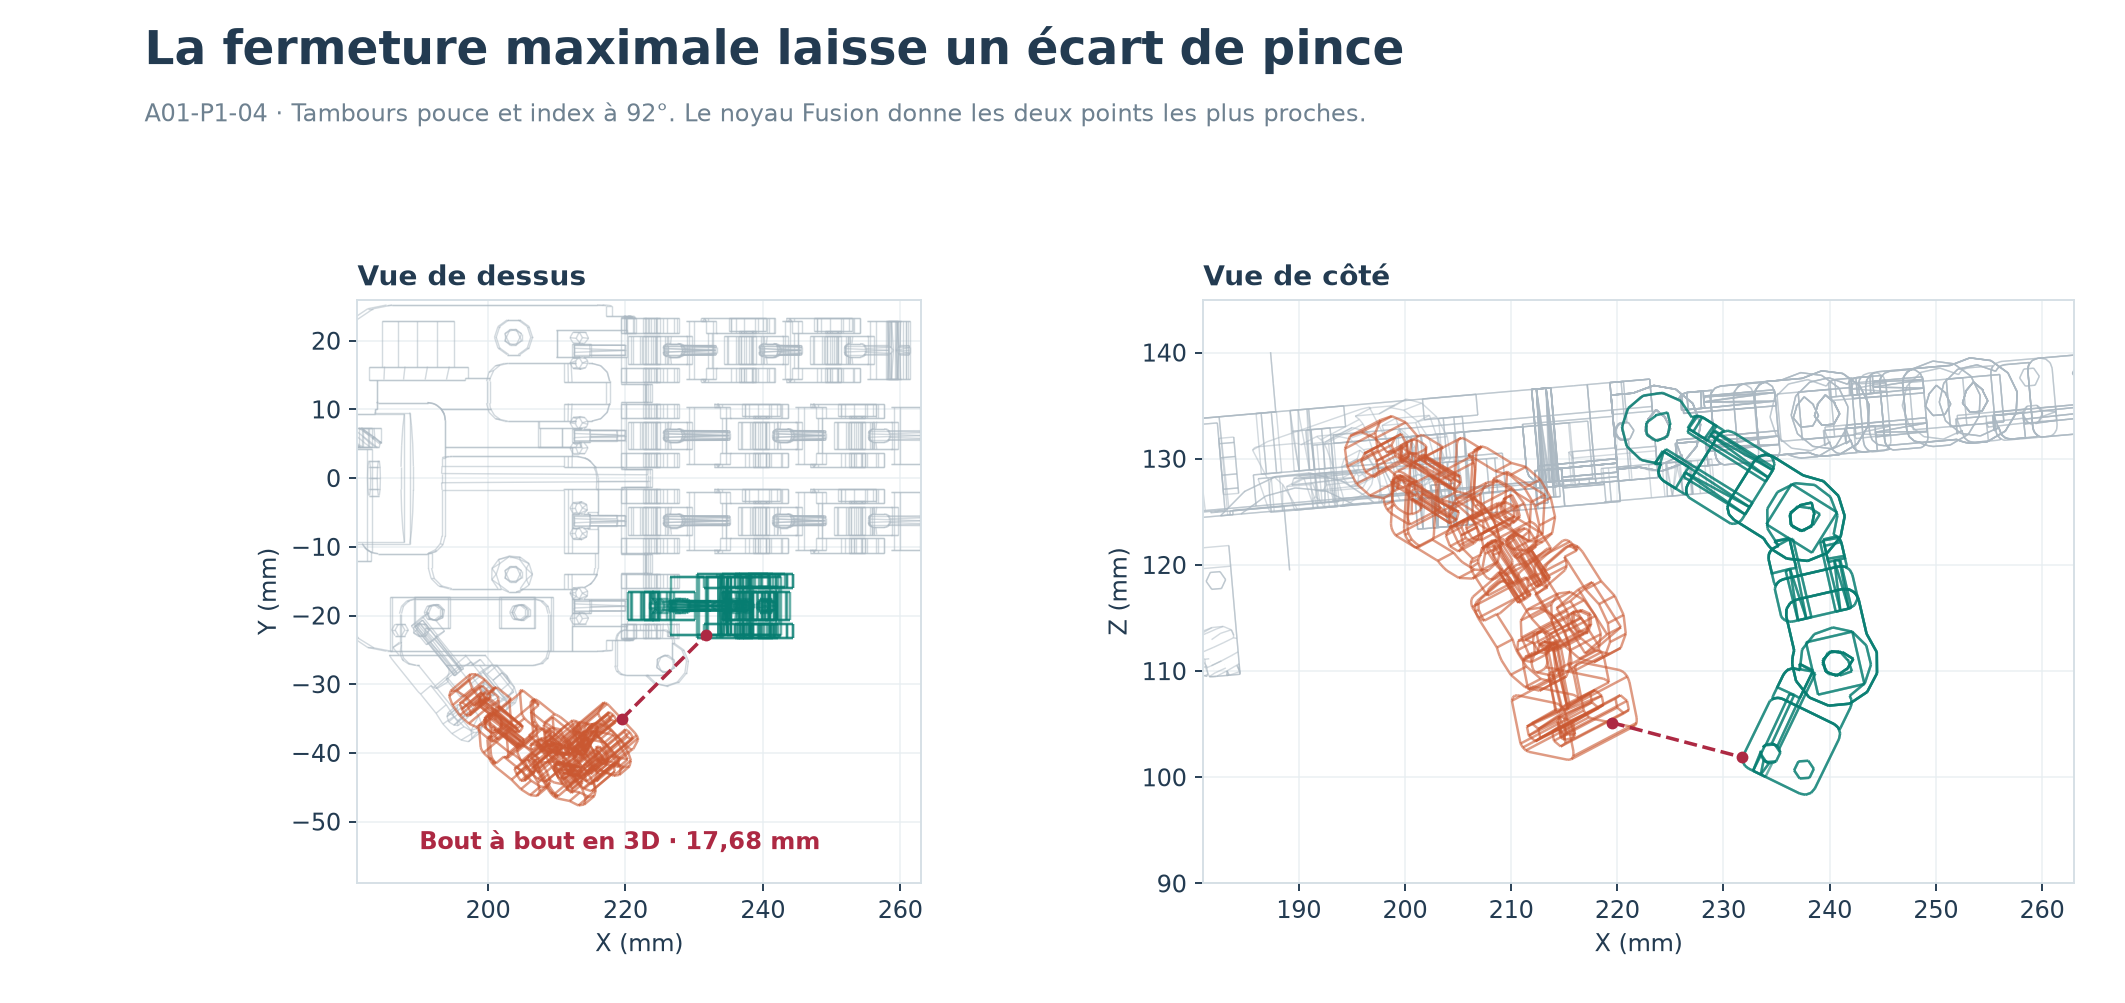 La fermeture maximale laisse un écart de pince
A01-P1-04 · Tambours pouce et index à 92°. Le noyau Fusion donne les deux points les plus proches.
Vue de dessus
20
10
0
−10
−20
−30
−40
−50
Y (mm)
Bout à bout en 3D · 17,68 mm
200
220
240
260
X (mm)
Vue de côté
140
130
120
110
100
90
Z (mm)
190
200
210
220
230
240
250
260
X (mm)